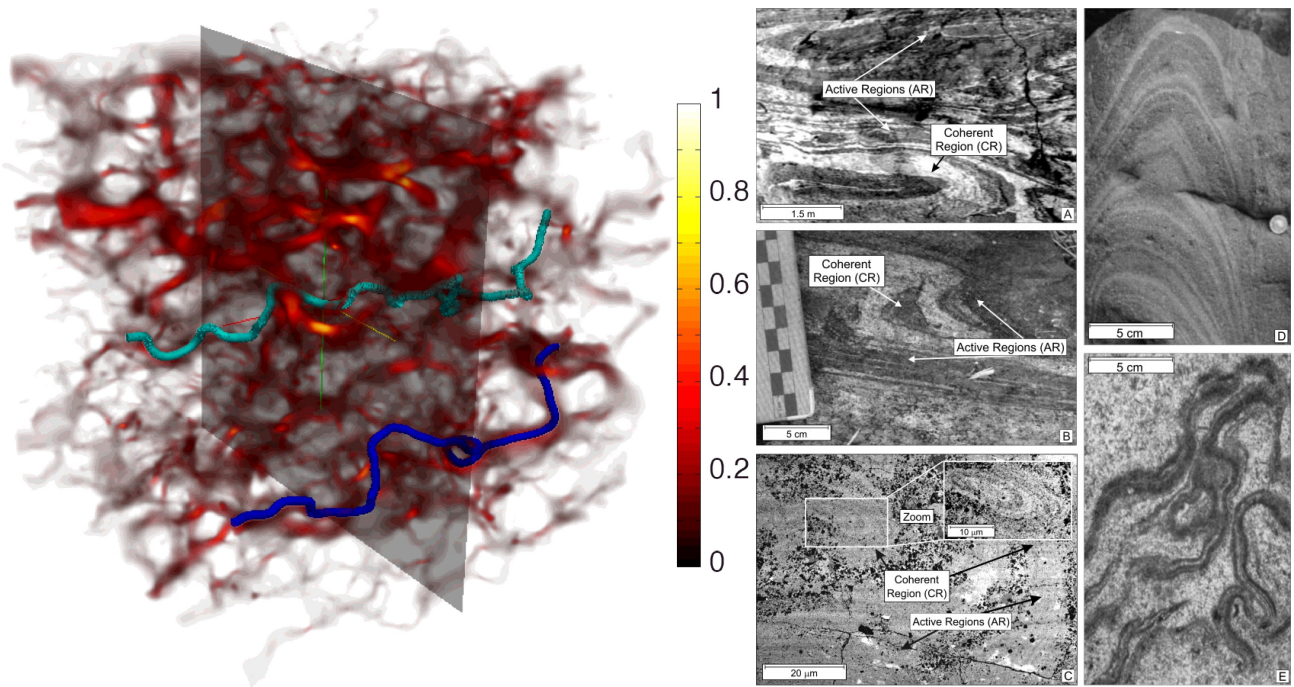 1
0.8
0.6
0.4
0.2
0
Active Regions (AR)
Coherent
Region (CR)
1.5 m
A
Coherent
Region (CR)
Active Regions (AR)
5 cm
B
Zoom
10 µm
Coherent
Region (CR)
Active Regions (AR)
20 µm
C
5 cm
D
5 cm
E